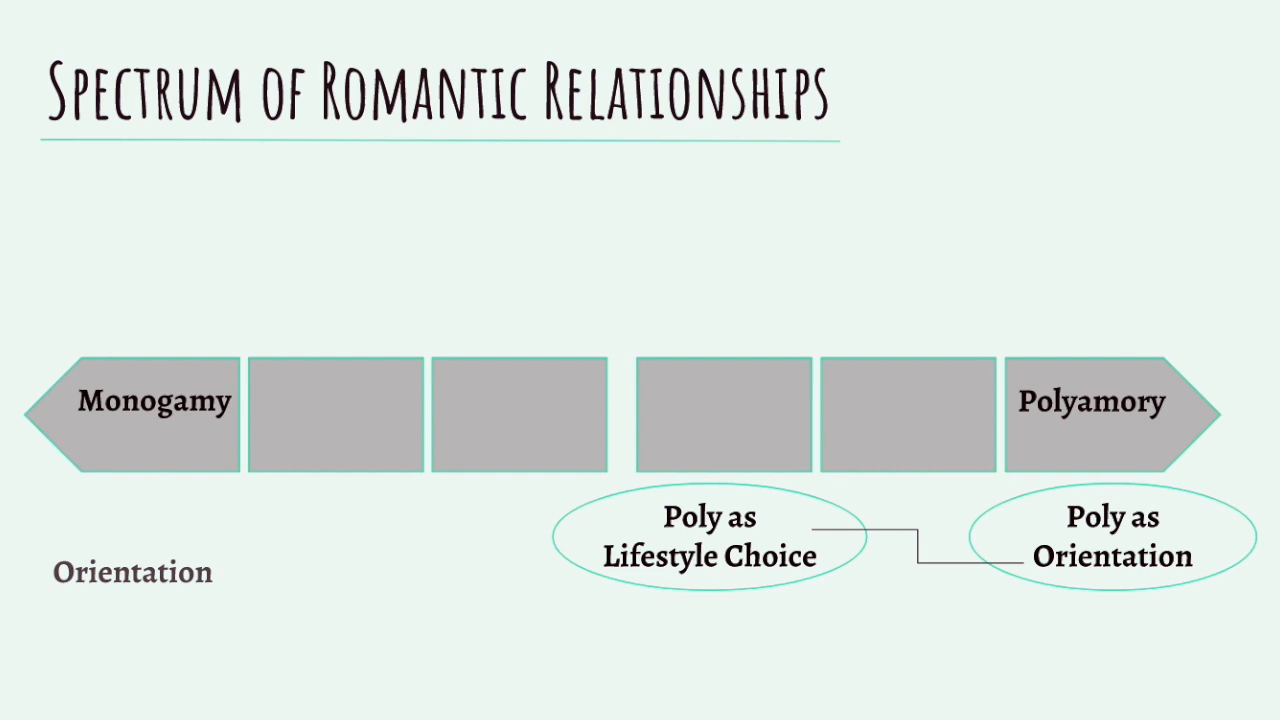 Spectrum of Romantic Relationships
Monogamy
Polyamory
Poly as
Lifestyle Choice
Poly as
Orientation
Orientation